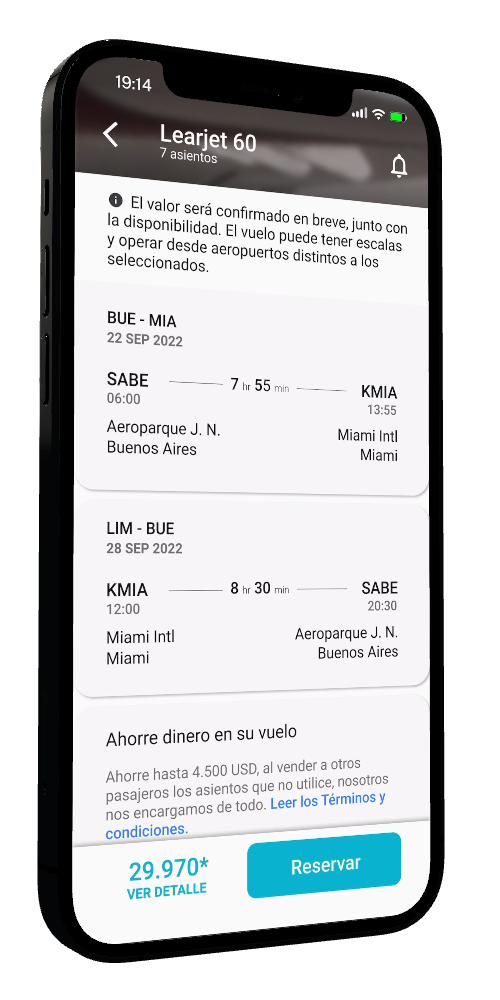 19:14
Learjet 60
7 asientos
El valor será confirmado en breve, junto con
la disponibilidad. El vuelo puede tener escalas
y operar desde aeropuertos distintos a los
seleccionados.
BUE - MIA
22 SEP 2022
SABE 7 hr 55 min KMIA
06:00 13:55
Aeroparque J. N. Miami Intl
Buenos Aires Miami
LIM - BUE
28 SEP 2022
KMIA 8 hr 30 min SABE
12:00 20:30
Miami Intl Aeroparque J. N.
Miami Buenos Aires
Ahorre dinero en su vuelo
Ahorre hasta 4.500 USD, al vender a otros
pasajeros los asientos que no utilice, nosotros
nos encargamos de todo. Leer los Términos y
condiciones.
29.970* Reservar
VER DETALLE